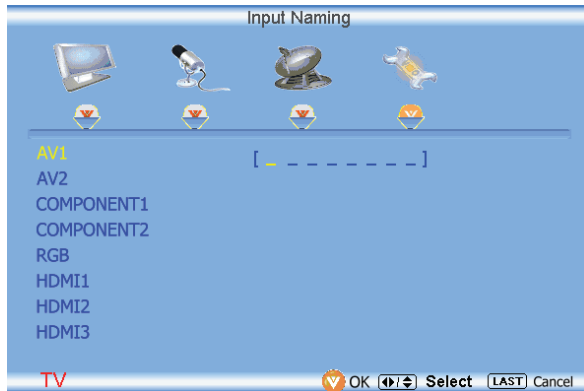 Input Naming
AV1 [ _ _ _ _ _ _ _ _ ]
AV2
COMPONENT1
COMPONENT2
RGB
HDMI1
HDMI2
HDMI3
TV OK Select LAST Cancel